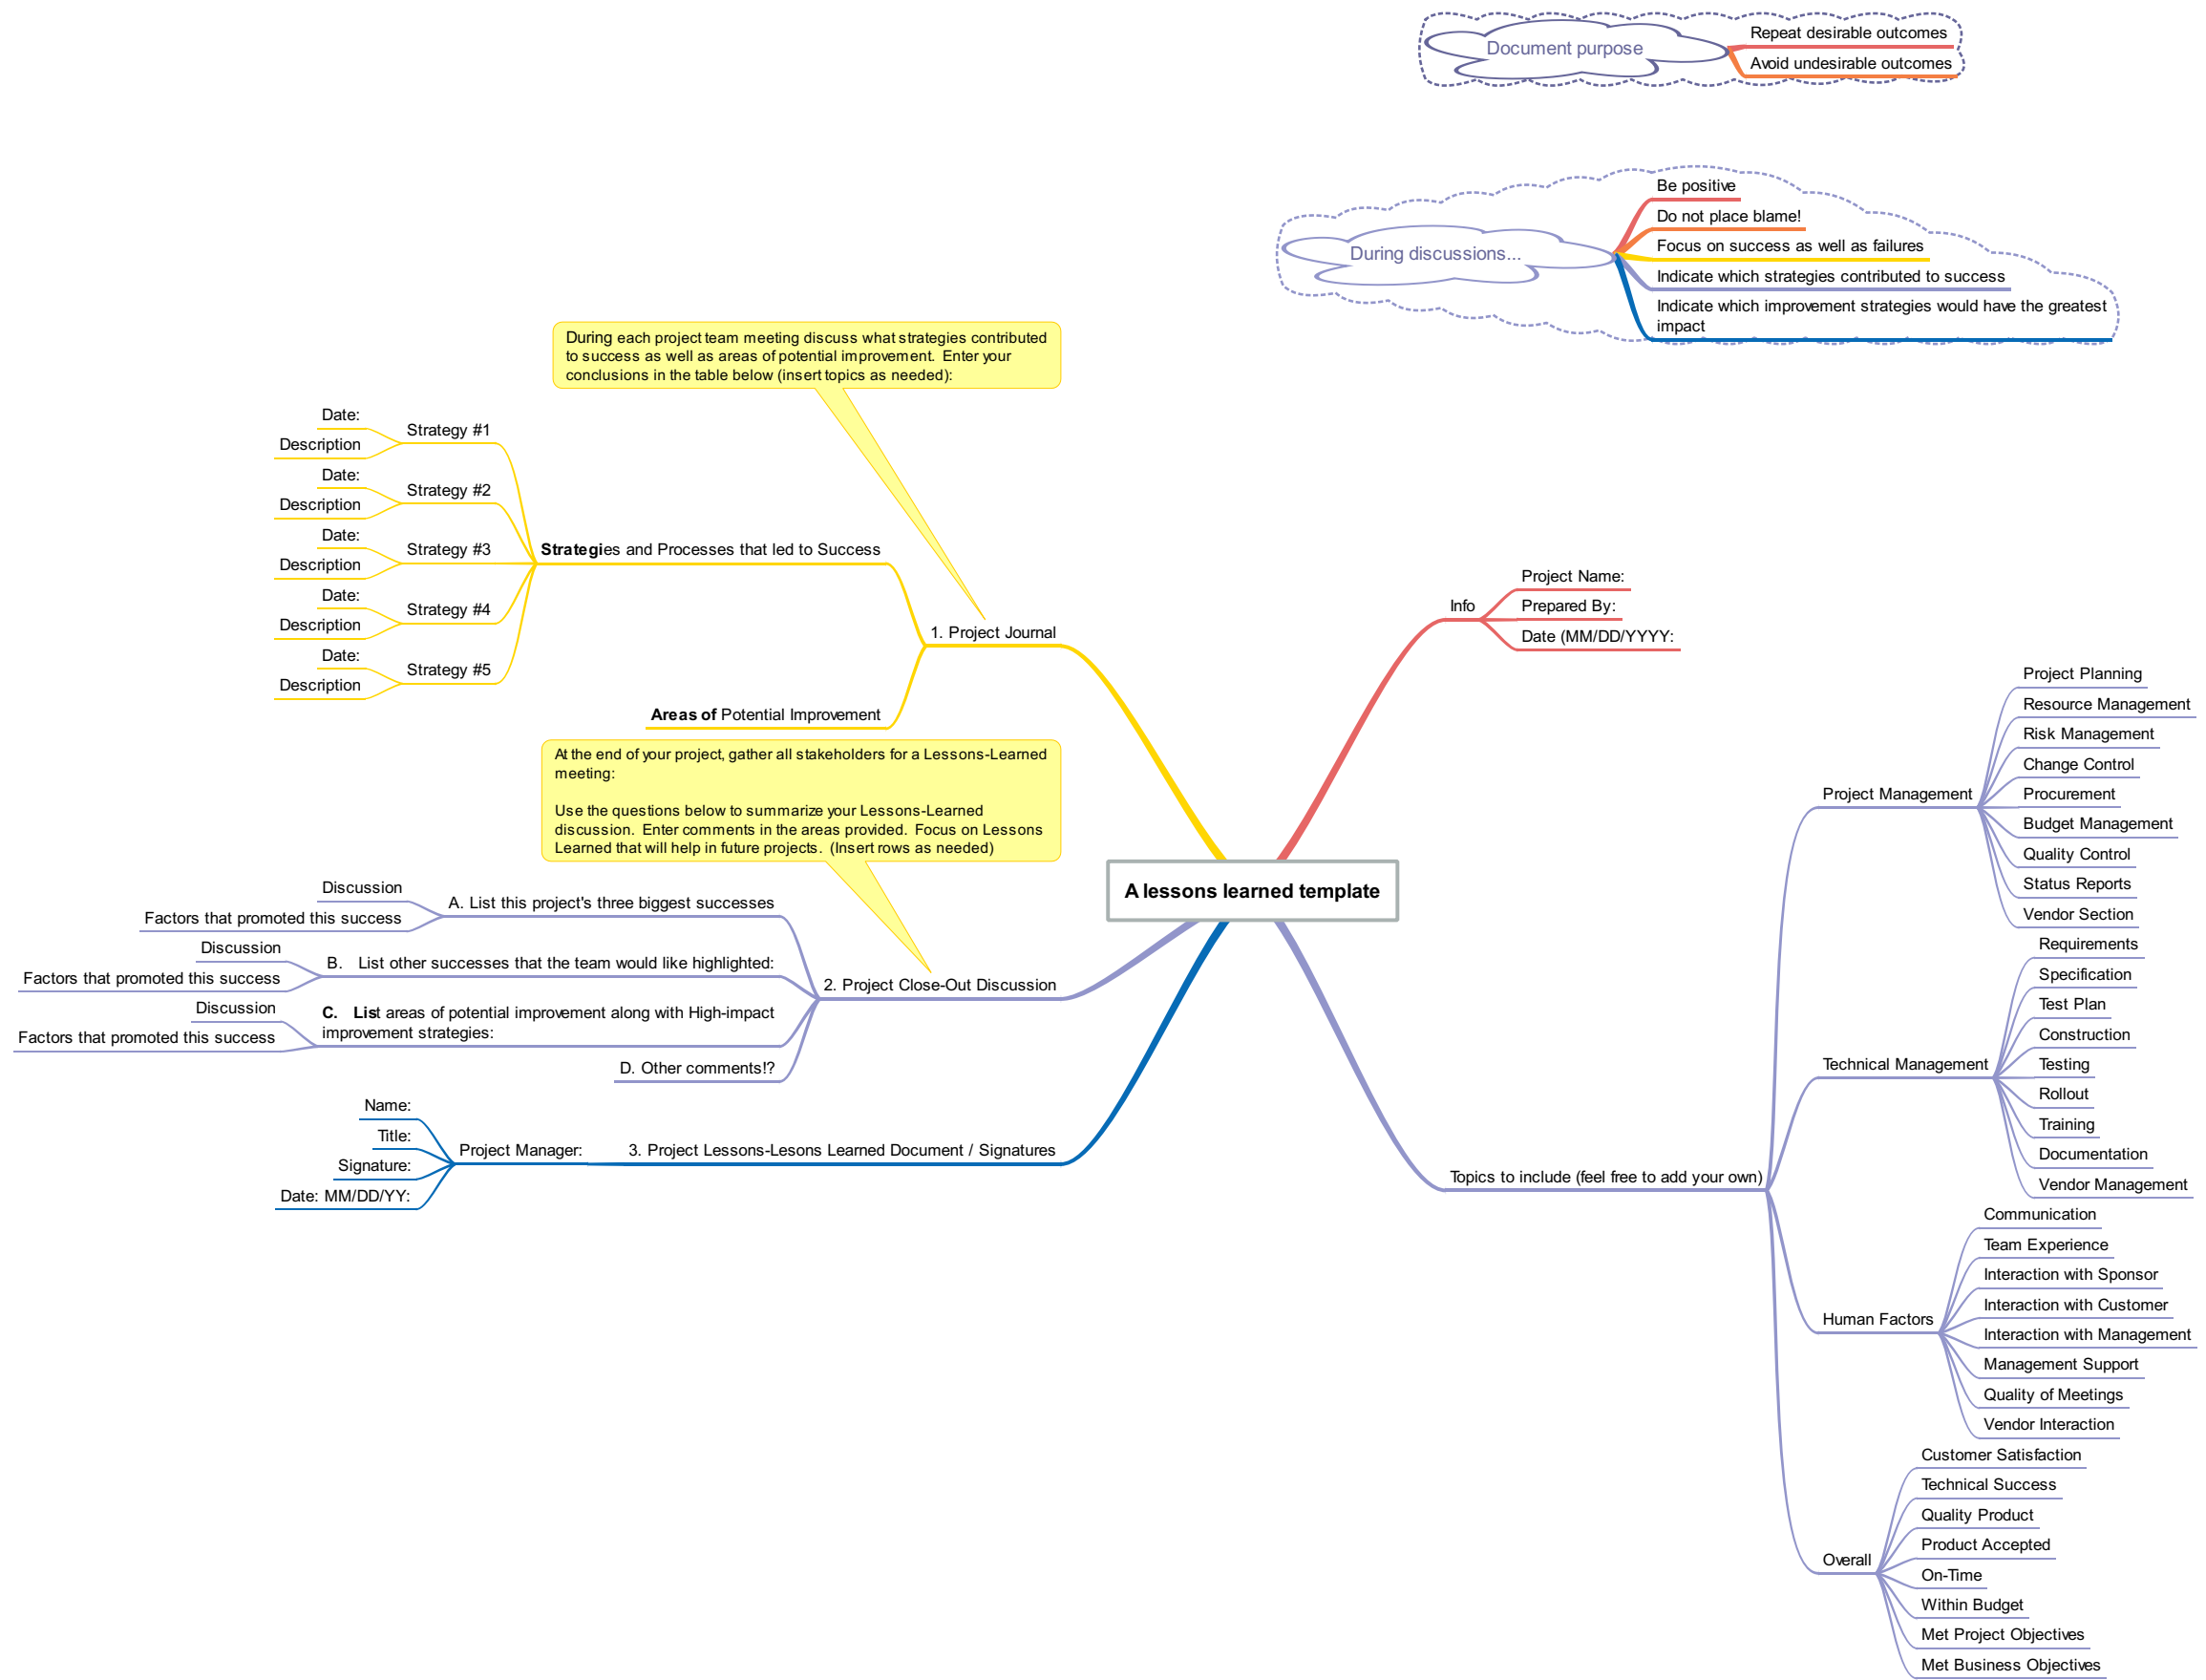 Document purpose
Repeat desirable outcomes
Avoid undesirable outcomes
During discussions...
Be positive
Do not place blame!
Focus on success as well as failures
Indicate which strategies contributed to success
Indicate which improvement strategies would have the greatest
impact
During each project team meeting discuss what strategies contributed
to success as well as areas of potential improvement. Enter your
conclusions in the table below (insert topics as needed):
1. Project Journal
Strategies and Processes that led to Success
Strategy #1
Date:
Description
Strategy #2
Date:
Description
Strategy #3
Date:
Description
Strategy #4
Date:
Description
Strategy #5
Date:
Description
Areas of Potential Improvement
At the end of your project, gather all stakeholders for a Lessons-Learned
meeting:
Use the questions below to summarize your Lessons-Learned
discussion. Enter comments in the areas provided. Focus on Lessons
Learned that will help in future projects. (Insert rows as needed)
2. Project Close-Out Discussion
A. List this project's three biggest successes
Discussion
Factors that promoted this success
B. List other successes that the team would like highlighted:
Discussion
Factors that promoted this success
C. List areas of potential improvement along with High-impact
improvement strategies:
Discussion
Factors that promoted this success
D. Other comments!?
3. Project Lessons-Lesons Learned Document / Signatures
Project Manager:
Name:
Title:
Signature:
Date: MM/DD/YY:
A lessons learned template
Info
Project Name:
Prepared By:
Date (MM/DD/YYYY:
Topics to include (feel free to add your own)
Project Management
Project Planning
Resource Management
Risk Management
Change Control
Procurement
Budget Management
Quality Control
Status Reports
Vendor Section
Technical Management
Requirements
Specification
Test Plan
Construction
Testing
Rollout
Training
Documentation
Vendor Management
Human Factors
Communication
Team Experience
Interaction with Sponsor
Interaction with Customer
Interaction with Management
Management Support
Quality of Meetings
Vendor Interaction
Overall
Customer Satisfaction
Technical Success
Quality Product
Product Accepted
On-Time
Within Budget
Met Project Objectives
Met Business Objectives